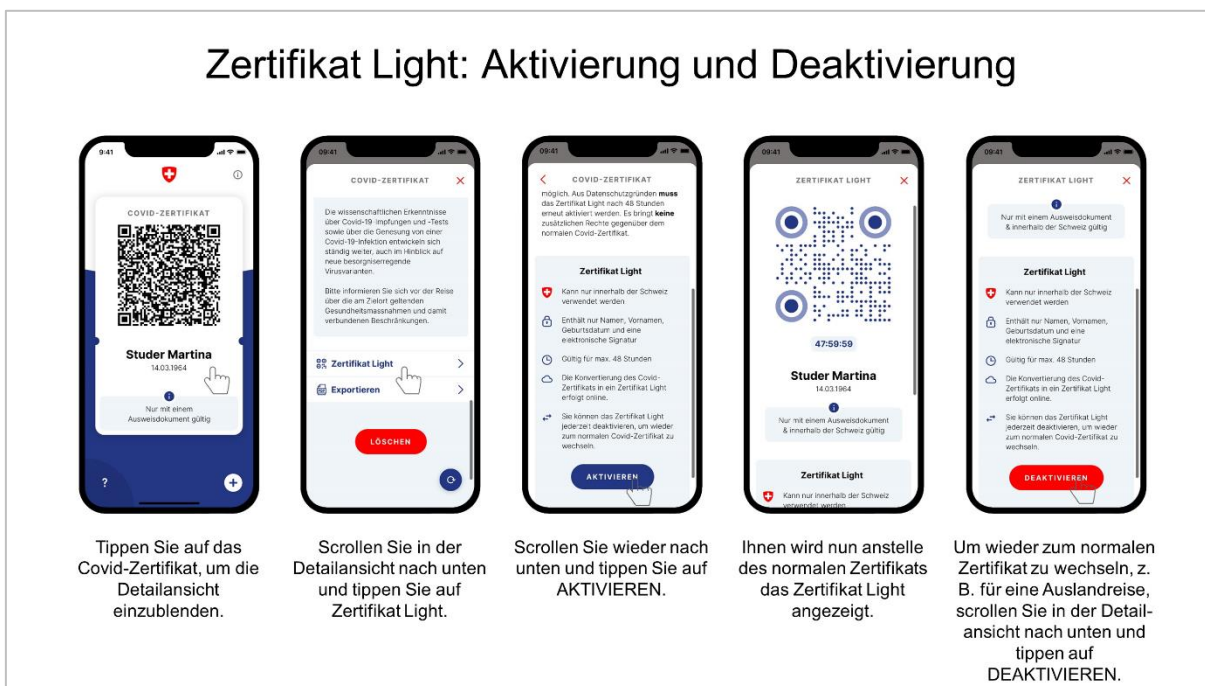 Zertifikat Light: Aktivierung und Deaktivierung
9:41
COVID-ZERTIFIKAT
Studer Martina
14.03.1964
i
Nur mit einem
Ausweisdokument gültig
?
Tippen Sie auf das
Covid-Zertifikat, um die
Detailansicht
einzublenden.
09:41
COVID-ZERTIFIKAT
Die wissenschaftlichen Erkenntnisse
über Covid-19-Impfungen und -Tests
sowie über die Genesung von einer
Covid-19-Infektion entwickeln sich
ständig weiter, auch im Hinblick auf
neue besorgniserregende
Virusvarianten.
Bitte informieren Sie sich vor der Reise
über die am Zielort geltenden
Gesundheitsmassnahmen und damit
verbundenen Beschränkungen.
Zertifikat Light
Exportieren
LÖSCHEN
Scrollen Sie in der
Detailansicht nach unten
und tippen Sie auf
Zertifikat Light.
09:41
COVID-ZERTIFIKAT
möglich. Aus Datenschutzgründen muss
das Zertifikat Light nach 48 Stunden
erneut aktiviert werden. Es bringt keine
zusätzlichen Rechte gegenüber dem
normalen Covid-Zertifikat.
Zertifikat Light
Kann nur innerhalb der Schweiz
verwendet werden
Enthält nur Namen, Vornamen,
Geburtsdatum und eine
elektronische Signatur
Gültig für max. 48 Stunden
Die Konvertierung des Covid-
Zertifikats in ein Zertifikat Light
erfolgt online.
Sie können das Zertifikat Light
jederzeit deaktivieren, um wieder
zum normalen Covid-Zertifikat zu
wechseln.
AKTIVIEREN
Scrollen Sie wieder nach
unten und tippen Sie auf
AKTIVIEREN.
09:41
ZERTIFIKAT LIGHT
47:59:59
Studer Martina
14.03.1964
i
Nur mit einem Ausweisdokument
& innerhalb der Schweiz gültig
Zertifikat Light
Kann nur innerhalb der Schweiz
verwendet werden
Ihnen wird nun anstelle
des normalen Zertifikats
das Zertifikat Light
angezeigt.
09:41
ZERTIFIKAT LIGHT
i
Nur mit einem Ausweisdokument
& innerhalb der Schweiz gültig
Zertifikat Light
Kann nur innerhalb der Schweiz
verwendet werden
Enthält nur Namen, Vornamen,
Geburtsdatum und eine
elektronische Signatur
Gültig für max. 48 Stunden
Die Konvertierung des Covid-
Zertifikats in ein Zertifikat Light
erfolgt online.
Sie können das Zertifikat Light
jederzeit deaktivieren, um wieder
zum normalen Covid-Zertifikat zu
wechseln.
DEAKTIVIEREN
Um wieder zum normalen
Zertifikat zu wechseln, z.
B. für eine Auslandreise,
scrollen Sie in der Detail-
ansicht nach unten und
tippen auf
DEAKTIVIEREN.